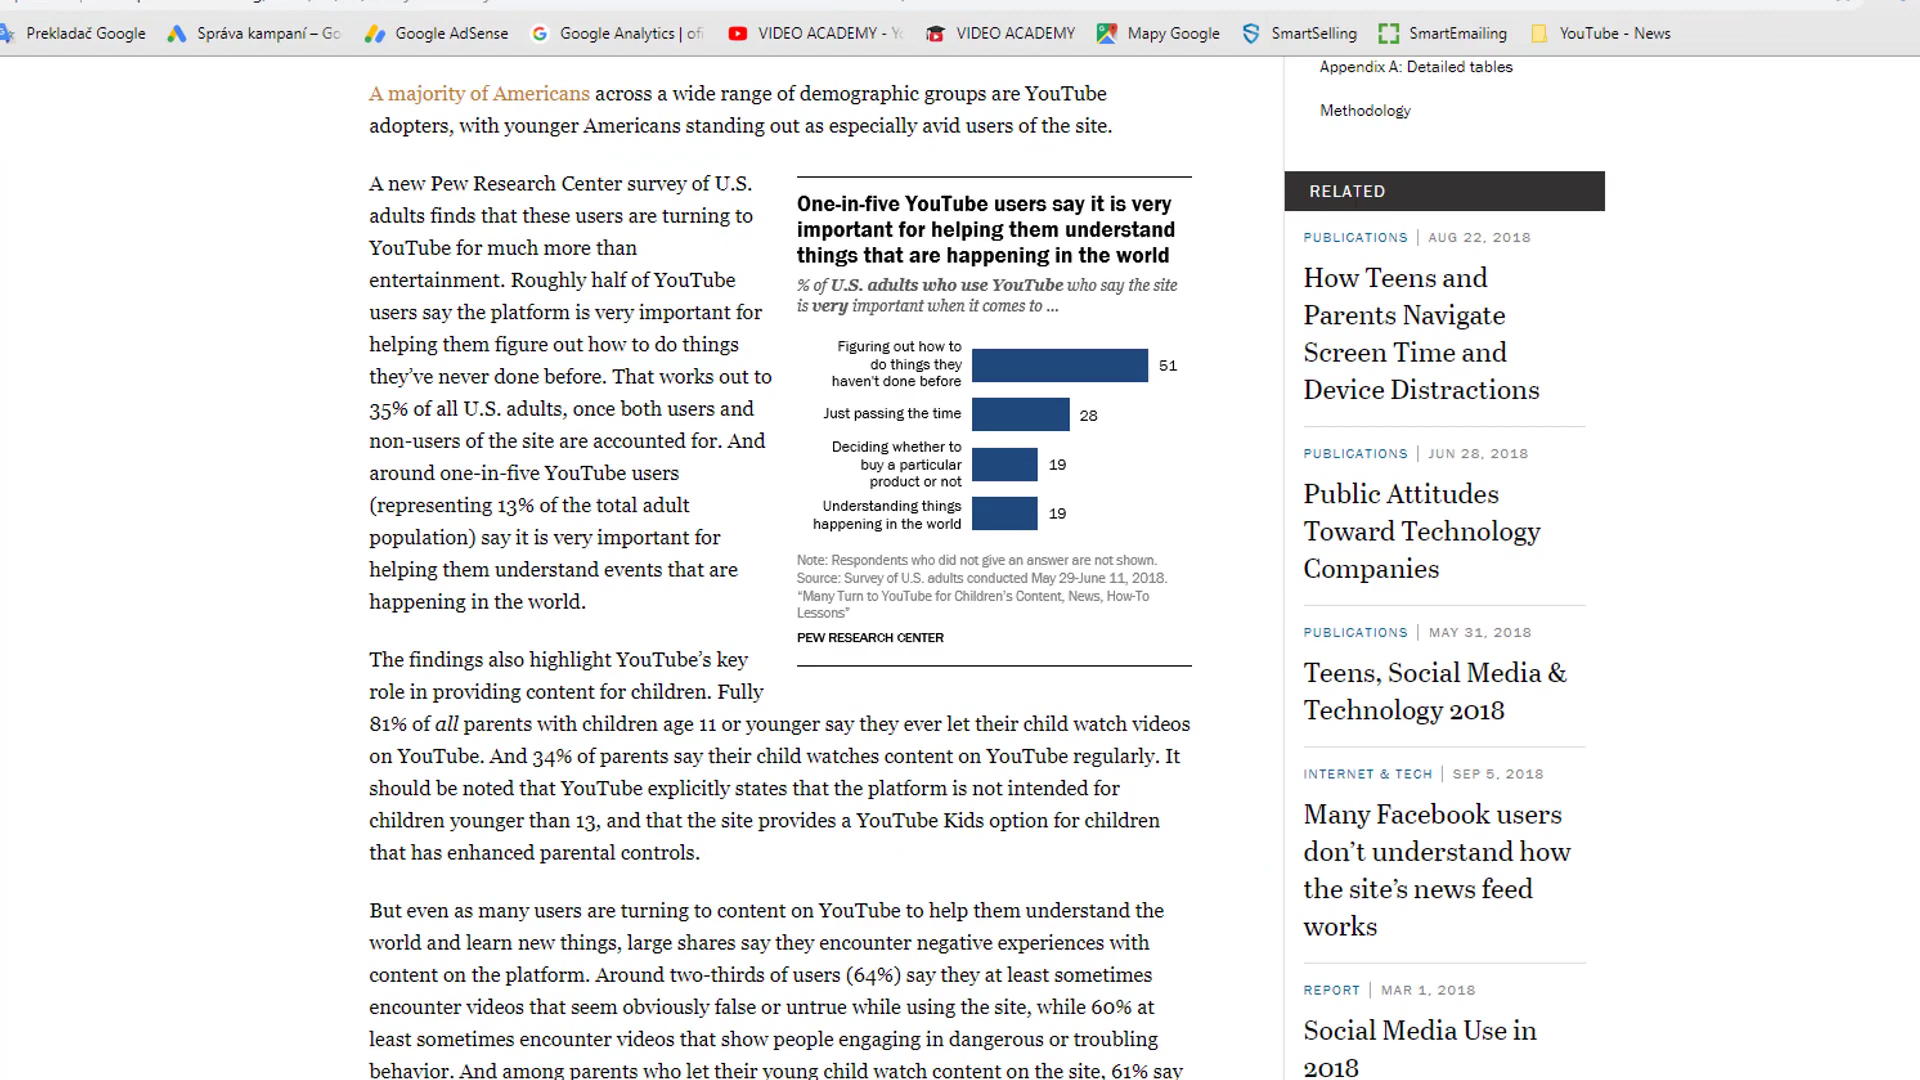 Prekladač Google
Správa kampaní – Go
Google AdSense
Google Analytics | ofi
VIDEO ACADEMY - Yo
VIDEO ACADEMY
Mapy Google
SmartSelling
SmartEmailing
YouTube - News
A majority of Americans across a wide range of demographic groups are YouTube
adopters, with younger Americans standing out as especially avid users of the site.
A new Pew Research Center survey of U.S.
adults finds that these users are turning to
YouTube for much more than
entertainment. Roughly half of YouTube
users say the platform is very important for
helping them figure out how to do things
they’ve never done before. That works out to
35% of all U.S. adults, once both users and
non-users of the site are accounted for. And
around one-in-five YouTube users
(representing 13% of the total adult
population) say it is very important for
helping them understand events that are
happening in the world.
One-in-five YouTube users say it is very
important for helping them understand
things that are happening in the world
% of U.S. adults who use YouTube who say the site
is very important when it comes to ...
Figuring out how to
do things they
haven't done before
51
Just passing the time
28
Deciding whether to
buy a particular
product or not
19
Understanding things
happening in the world
19
Note: Respondents who did not give an answer are not shown.
Source: Survey of U.S. adults conducted May 29-June 11, 2018.
“Many Turn to YouTube for Children’s Content, News, How-To
Lessons”
PEW RESEARCH CENTER
The findings also highlight YouTube’s key
role in providing content for children. Fully
81% of all parents with children age 11 or younger say they ever let their child watch videos
on YouTube. And 34% of parents say their child watches content on YouTube regularly. It
should be noted that YouTube explicitly states that the platform is not intended for
children younger than 13, and that the site provides a YouTube Kids option for children
that has enhanced parental controls.
But even as many users are turning to content on YouTube to help them understand the
world and learn new things, large shares say they encounter negative experiences with
content on the platform. Around two-thirds of users (64%) say they at least sometimes
encounter videos that seem obviously false or untrue while using the site, while 60% at
least sometimes encounter videos that show people engaging in dangerous or troubling
behavior. And among parents who let their young child watch content on the site, 61% say
Appendix A: Detailed tables
Methodology
RELATED
PUBLICATIONS | AUG 22, 2018
How Teens and
Parents Navigate
Screen Time and
Device Distractions
PUBLICATIONS | JUN 28, 2018
Public Attitudes
Toward Technology
Companies
PUBLICATIONS | MAY 31, 2018
Teens, Social Media &
Technology 2018
INTERNET & TECH | SEP 5, 2018
Many Facebook users
don’t understand how
the site’s news feed
works
REPORT | MAR 1, 2018
Social Media Use in
2018